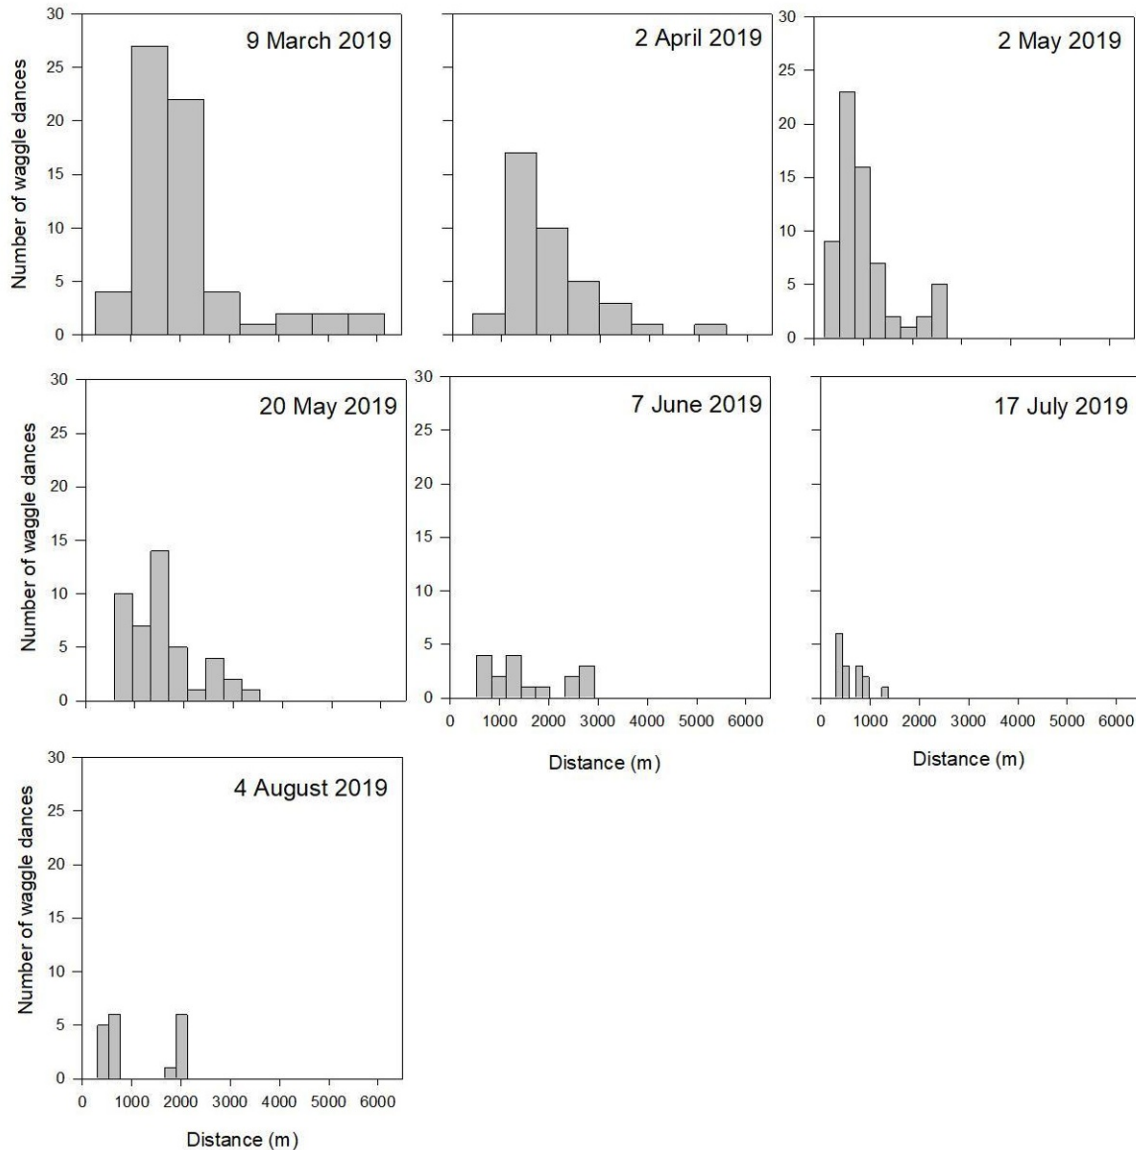 9 March 2019
Number of waggle dances
30
25
20
15
10
5
0
2 April 2019
2 May 2019
30
25
20
15
10
5
0
20 May 2019
Number of waggle dances
30
25
20
15
10
5
0
7 June 2019
30
25
20
15
10
5
0
0 1000 2000 3000 4000 5000 6000
Distance (m)
17 July 2019
0 1000 2000 3000 4000 5000 6000
Distance (m)
4 August 2019
Number of waggle dances
30
25
20
15
10
5
0
0 1000 2000 3000 4000 5000 6000
Distance (m)